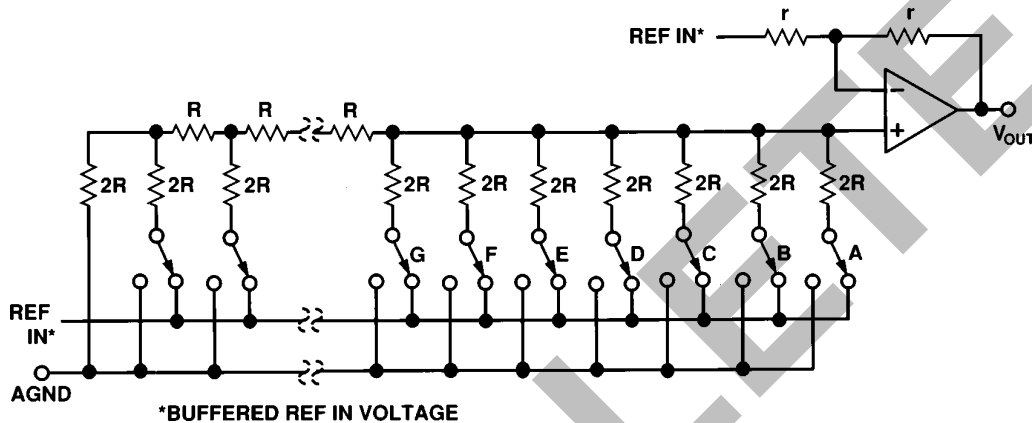 r r
REF IN*
R R R
−
+
V_OUT
2R 2R 2R 2R 2R 2R 2R 2R 2R 2R
G F E D C B A
REF
IN*
AGND
*BUFFERED REF IN VOLTAGE